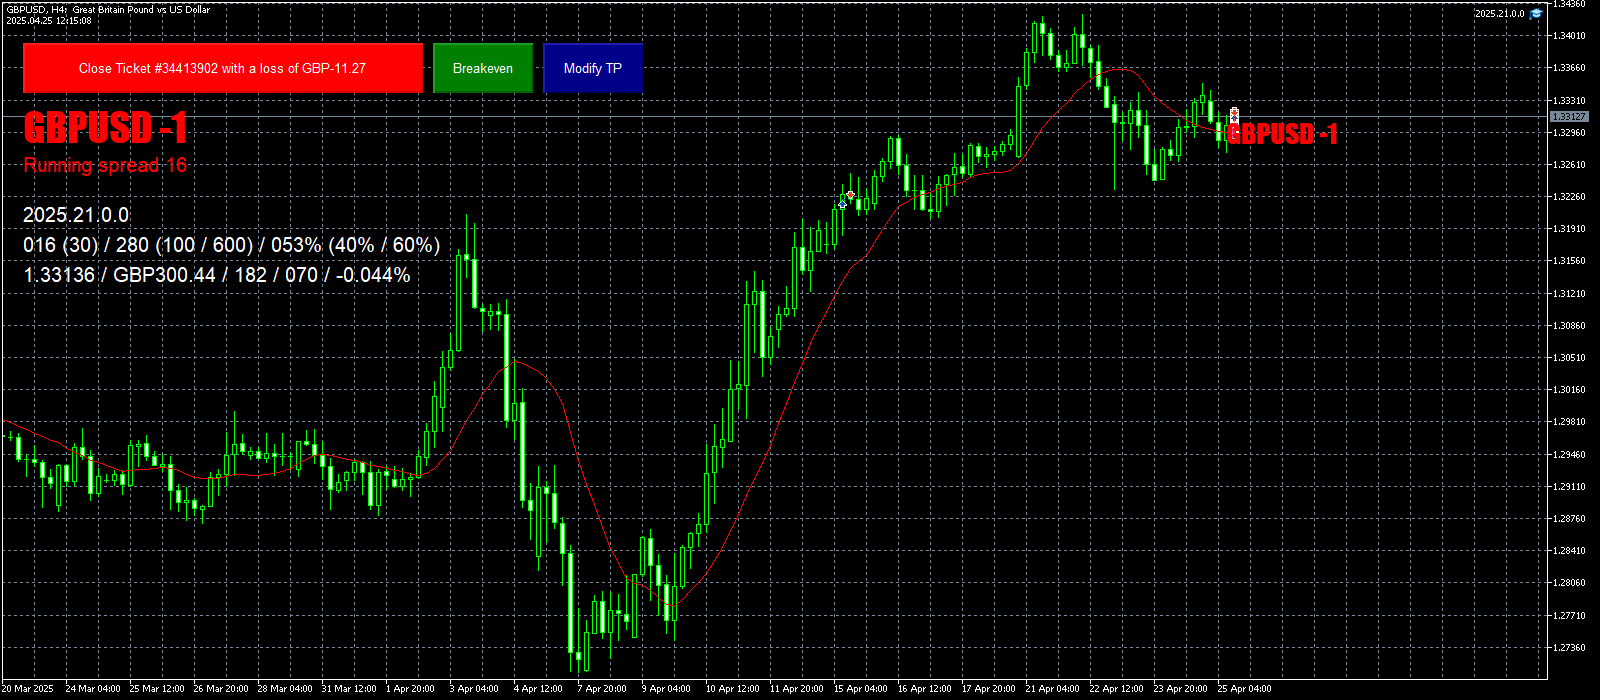 GBPUSD, H4: Great Britain Pound vs US Dollar
2025.04.25 12:15:08
2025.21.0.0
Close Ticket #34413902 with a loss of GBP-11.27
Breakeven
Modify TP
GBPUSD -1
Running spread 16
2025.21.0.0
016 (30) / 280 (100 / 600) / 053% (40% / 60%)
1.33136 / GBP300.44 / 182 / 070 / -0.044%
GBPUSD -1
1.34360
1.34010
1.33660
1.33310
1.33127
1.32960
1.32610
1.32260
1.31910
1.31560
1.31210
1.30860
1.30510
1.30160
1.29810
1.29460
1.29110
1.28760
1.28410
1.28060
1.27710
1.27360
20 Mar 2025
24 Mar 04:00
25 Mar 12:00
26 Mar 20:00
28 Mar 04:00
31 Mar 12:00
1 Apr 20:00
3 Apr 04:00
4 Apr 12:00
7 Apr 20:00
9 Apr 04:00
10 Apr 12:00
11 Apr 20:00
15 Apr 04:00
16 Apr 12:00
17 Apr 20:00
21 Apr 04:00
22 Apr 12:00
23 Apr 20:00
25 Apr 04:00